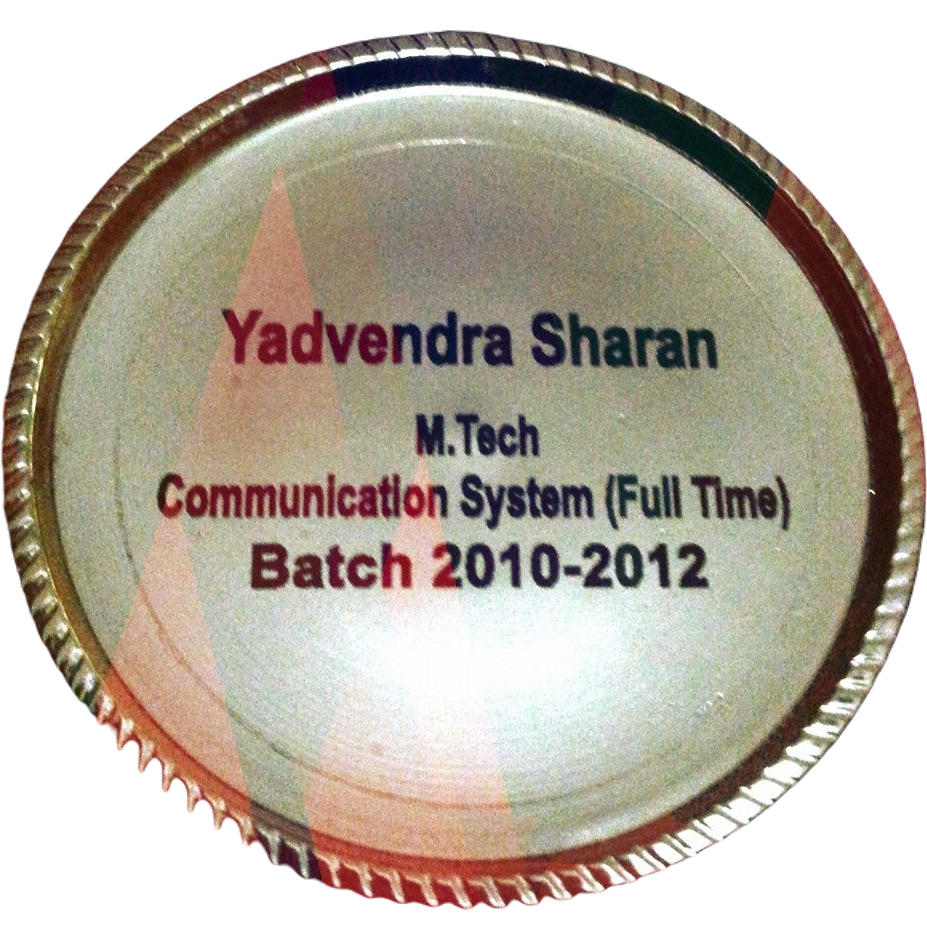 Yadvendra Sharan
M.Tech
Communication System (Full Time)
Batch 2010-2012